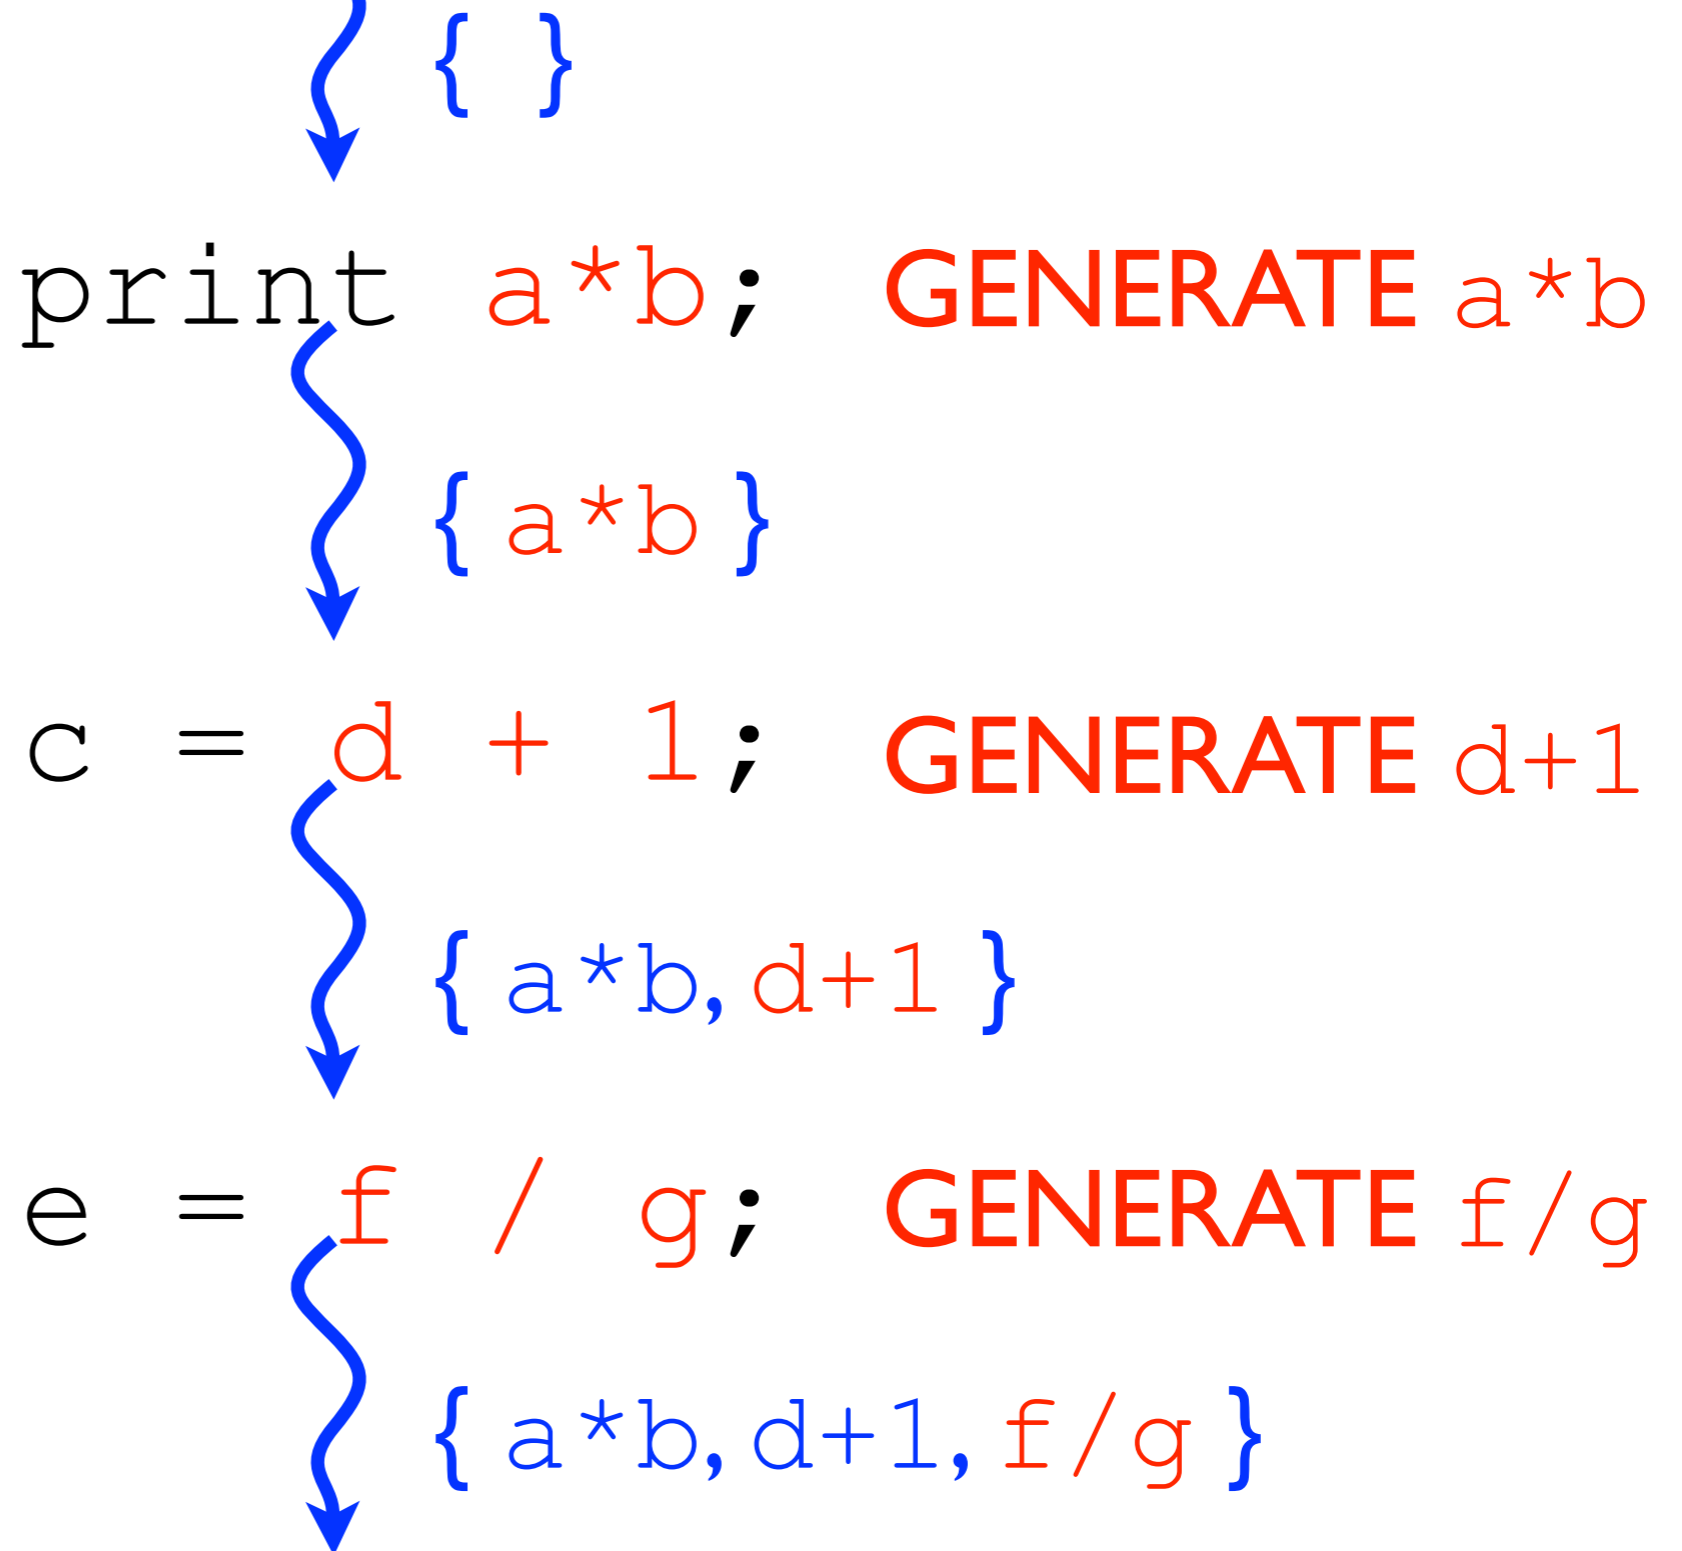 { }
print a*b; GENERATE a*b
{ a*b }
c = d + 1; GENERATE d+1
{ a*b, d+1 }
e = f / g; GENERATE f/g
{ a*b, d+1, f/g }